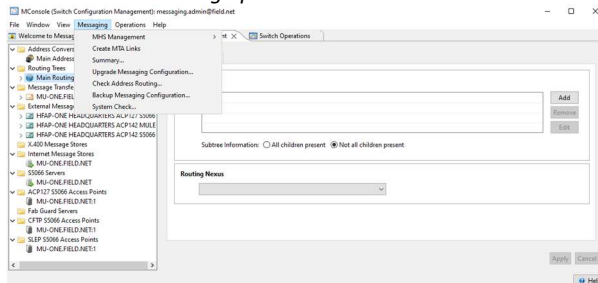 MConsole (Switch Configuration Management): messaging.admin@field.net
File Window View Messaging Operations Help
Welcome to Messag
MHS Management
Switch Operations
Create MTA Links
Summary...
Upgrade Messaging Configuration...
Check Address Routing...
Backup Messaging Configuration...
System Check...
Address Convers
Main Address
Routing Trees
Main Routing
Message Transfe
MU-ONE.FIEL
External Messag
HFAP-ONE HEADQUARTERS ACP127 S5066
HFAP-ONE HEADQUARTERS ACP142 MULE
HFAP-ONE HEADQUARTERS ACP142 S5066
X.400 Message Stores
Internet Message Stores
MU-ONE.FIELD.NET
S5066 Servers
MU-ONE.FIELD.NET
ACP127 S5066 Access Points
MU-ONE.FIELD.NET:1
Fab Guard Servers
CFTP S5066 Access Points
MU-ONE.FIELD.NET:1
SLEP S5066 Access Points
MU-ONE.FIELD.NET:1
Add
Remove
Edit
Subtree Information: All children present Not all children present
Routing Nexus
Apply Cancel
Hel